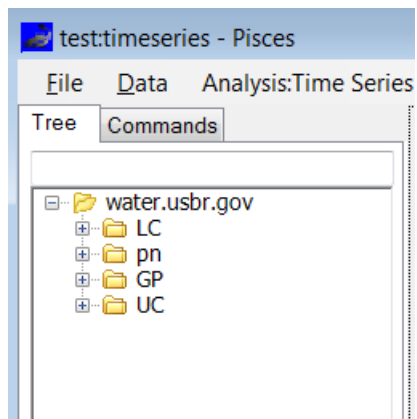 test:timeseries - Pisces
File Data Analysis:Time Series
Tree Commands
water.usbr.gov
LC
pn
GP
UC